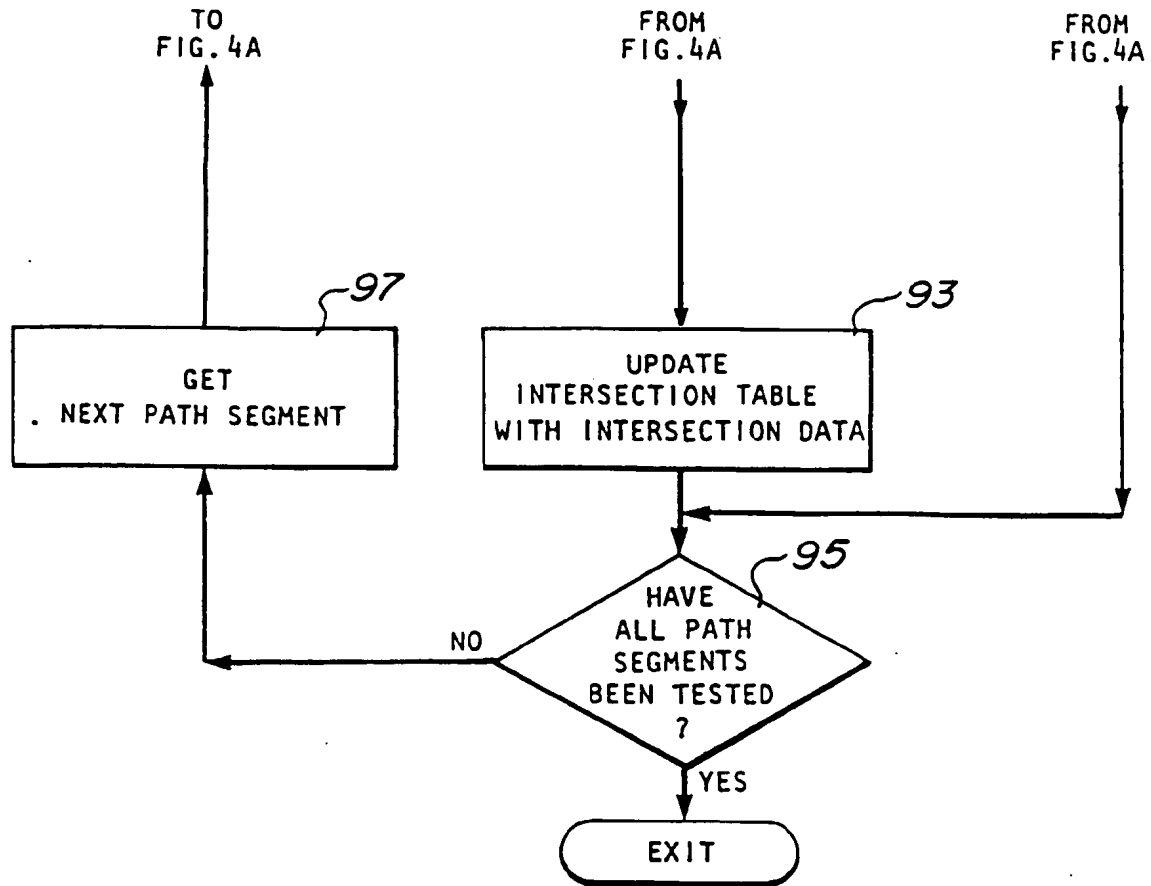 TO
FIG.4A
FROM
FIG.4A
FROM
FIG.4A
97
GET
NEXT PATH SEGMENT
93
UPDATE
INTERSECTION TABLE
WITH INTERSECTION DATA
95
HAVE
ALL PATH
SEGMENTS
BEEN TESTED
?
NO
YES
EXIT